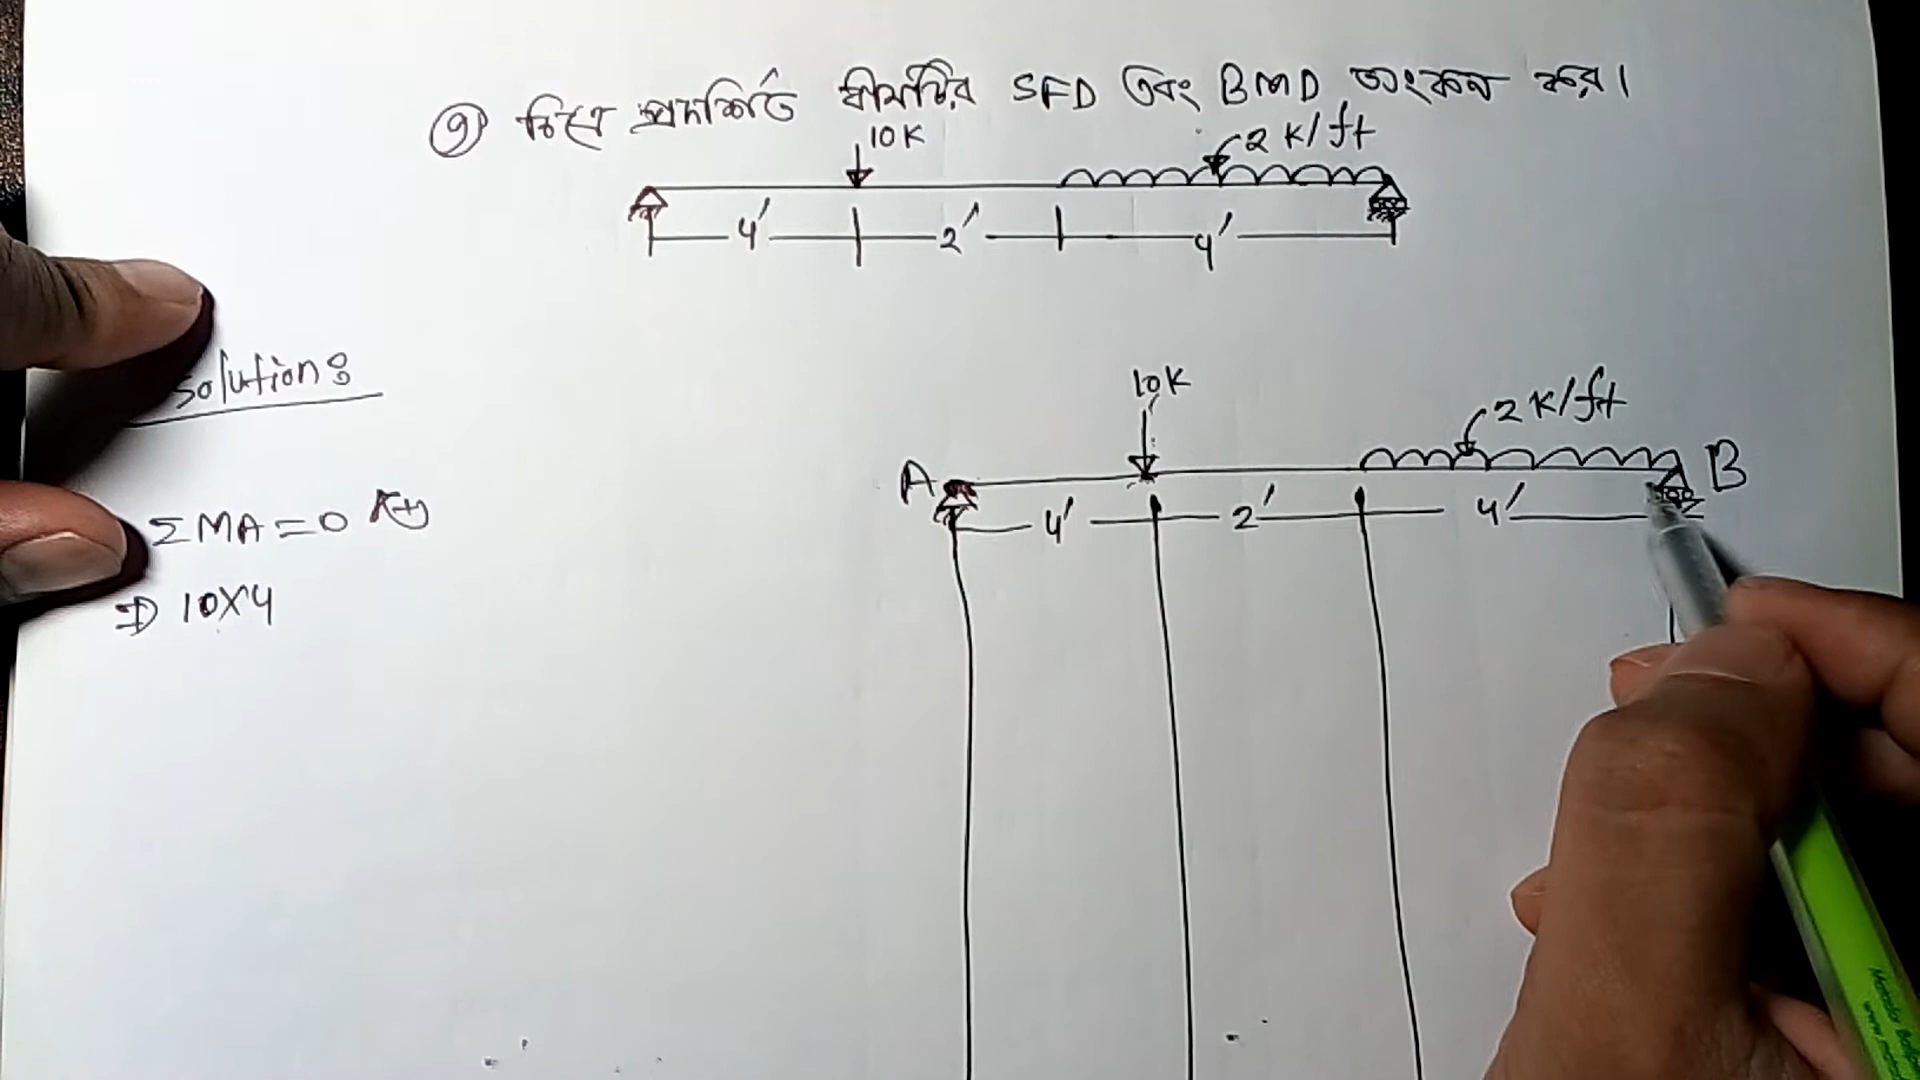 ৩) চিত্রে প্রদর্শিত বীমটির SFD এবং BMD অংকন কর।
10K
2 K/ft
4' 2' 4'
Solution:
10K
2 K/ft
A B
4' 2' 4'
ΣMA=0
⇒ 10×4